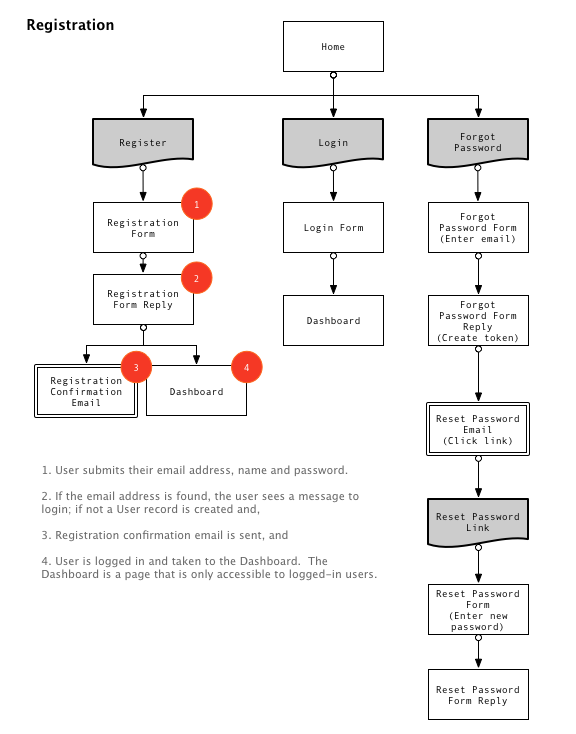 Registration
Home
Register
Login
Forgot
Password
1
Registration
Form
Login Form
Forgot
Password Form
(Enter email)
2
Registration
Form Reply
Dashboard
Forgot
Password Form
Reply
(Create token)
3
Registration
Confirmation
Email
4
Dashboard
Reset Password
Email
(Click link)
1. User submits their email address, name and password.
2. If the email address is found, the user sees a message to
login; if not a User record is created and,
3. Registration confirmation email is sent, and
4. User is logged in and taken to the Dashboard.  The
Dashboard is a page that is only accessible to logged-in users.
Reset Password
Link
Reset Password
Form
(Enter new
password)
Reset Password
Form Reply